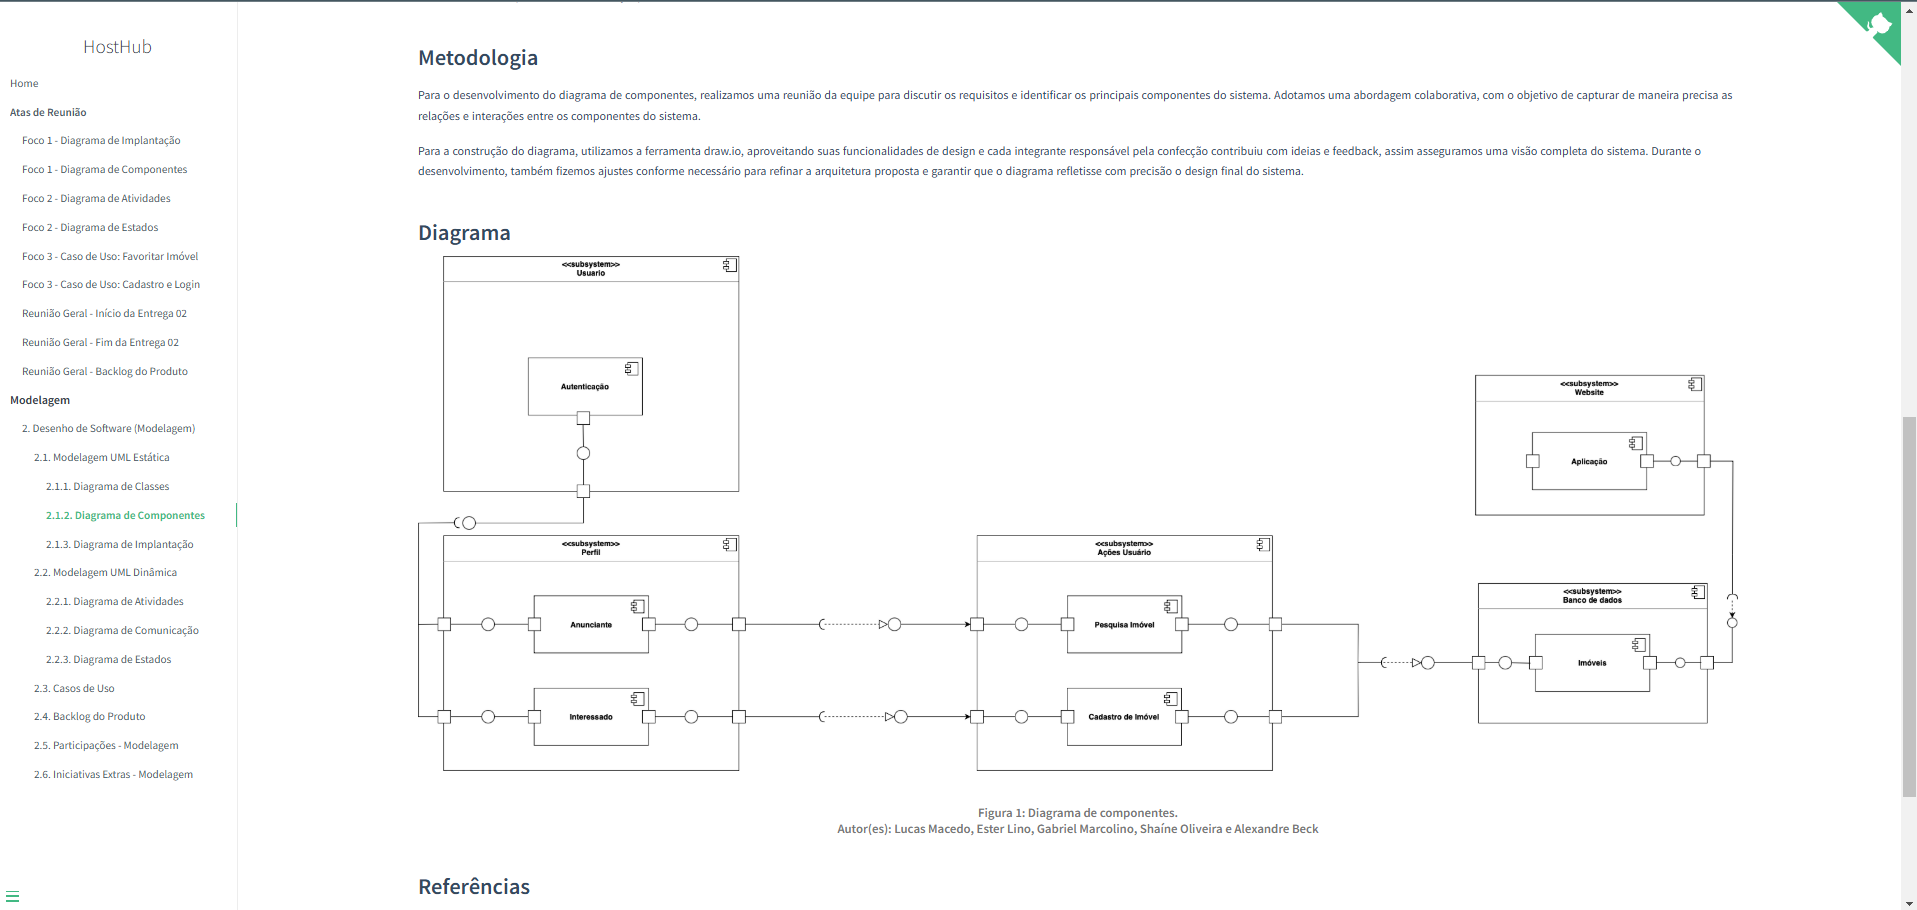 HostHub
Home
Atas de Reunião
Foco 1 - Diagrama de Implantação
Foco 1 - Diagrama de Componentes
Foco 2 - Diagrama de Atividades
Foco 2 - Diagrama de Estados
Foco 3 - Caso de Uso: Favoritar Imóvel
Foco 3 - Caso de Uso: Cadastro e Login
Reunião Geral - Início da Entrega 02
Reunião Geral - Fim da Entrega 02
Reunião Geral - Backlog do Produto
Modelagem
2. Desenho de Software (Modelagem)
2.1. Modelagem UML Estática
2.1.1. Diagrama de Classes
2.1.2. Diagrama de Componentes
2.1.3. Diagrama de Implantação
2.2. Modelagem UML Dinâmica
2.2.1. Diagrama de Atividades
2.2.2. Diagrama de Comunicação
2.2.3. Diagrama de Estados
2.3. Casos de Uso
2.4. Backlog do Produto
2.5. Participações - Modelagem
2.6. Iniciativas Extras - Modelagem
Metodologia
Para o desenvolvimento do diagrama de componentes, realizamos uma reunião da equipe para discutir os requisitos e identificar os principais componentes do sistema. Adotamos uma abordagem colaborativa, com o objetivo de capturar de maneira precisa as
relações e interações entre os componentes do sistema.
Para a construção do diagrama, utilizamos a ferramenta draw.io, aproveitando suas funcionalidades de design e cada integrante responsável pela confecção contribuiu com ideias e feedback, assim asseguramos uma visão completa do sistema. Durante o
desenvolvimento, também fizemos ajustes conforme necessário para refinar a arquitetura proposta e garantir que o diagrama refletisse com precisão o design final do sistema.
Diagrama
<<subsystem>>
Usuario
Autenticação
<<subsystem>>
Website
Aplicação
<<subsystem>>
Perfil
Anunciante
Interessado
<<subsystem>>
Ações Usuário
Pesquisa Imóvel
Cadastro de Imóvel
<<subsystem>>
Banco de dados
Imóveis
Figura 1: Diagrama de componentes.
Autor(es): Lucas Macedo, Ester Lino, Gabriel Marcolino, Shaíne Oliveira e Alexandre Beck
Referências